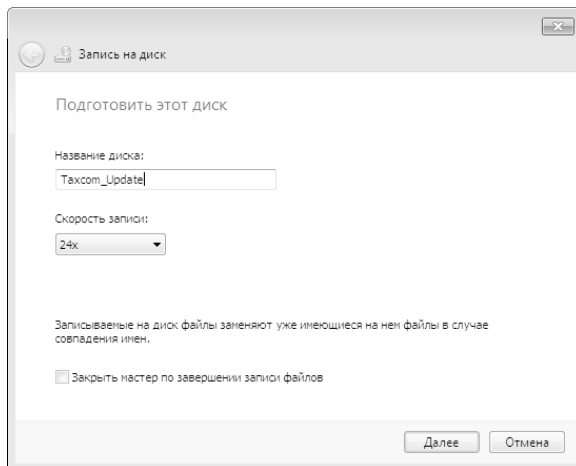 Запись на диск
Подготовить этот диск
Название диска:
Taxcom_Update
Скорость записи:
24x
Записываемые на диск файлы заменяют уже имеющиеся на нем файлы в случае
совпадения имен.
Закрыть мастер по завершении записи файлов
Далее
Отмена